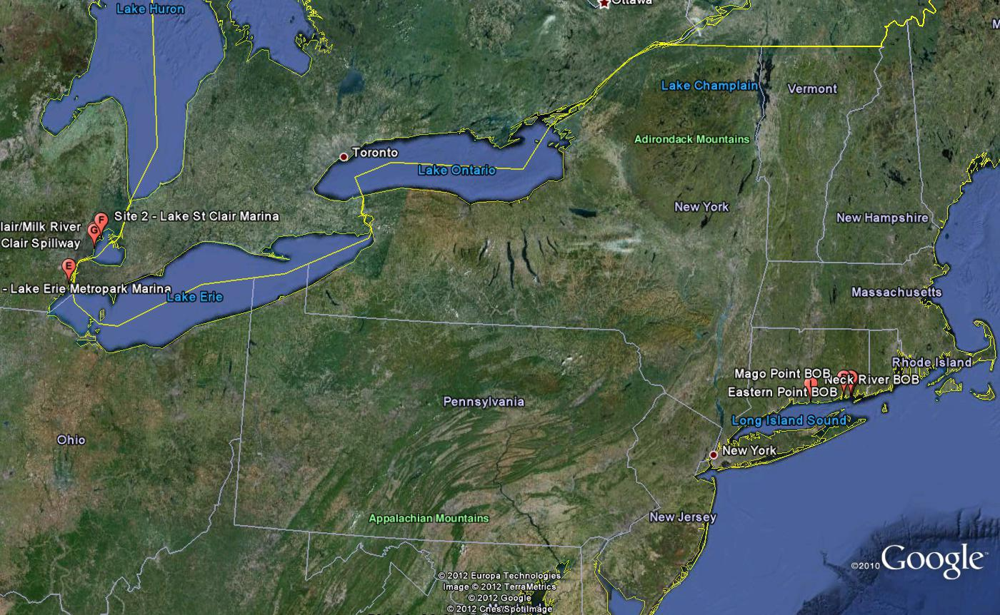 Lake Huron
Ottawa
Lake Champlain
Vermont
Adirondack Mountains
Toronto
Lake Ontario
New York
New Hampshire
F
Site 2 - Lake St Clair Marina
lair/Milk River
G
Clair Spillway
E
- Lake Erie Metropark Marina
Lake Erie
Massachusetts
Rhode Island
Mago Point BOB
Neck River BOB
Eastern Point BOB
Pennsylvania
Long Island Sound
Ohio
New York
Appalachian Mountains
New Jersey
©2010 Google™
© 2012 Europa Technologies
Image © 2012 TerraMetrics
© 2012 Google
© 2012 Cnes/SpotImage